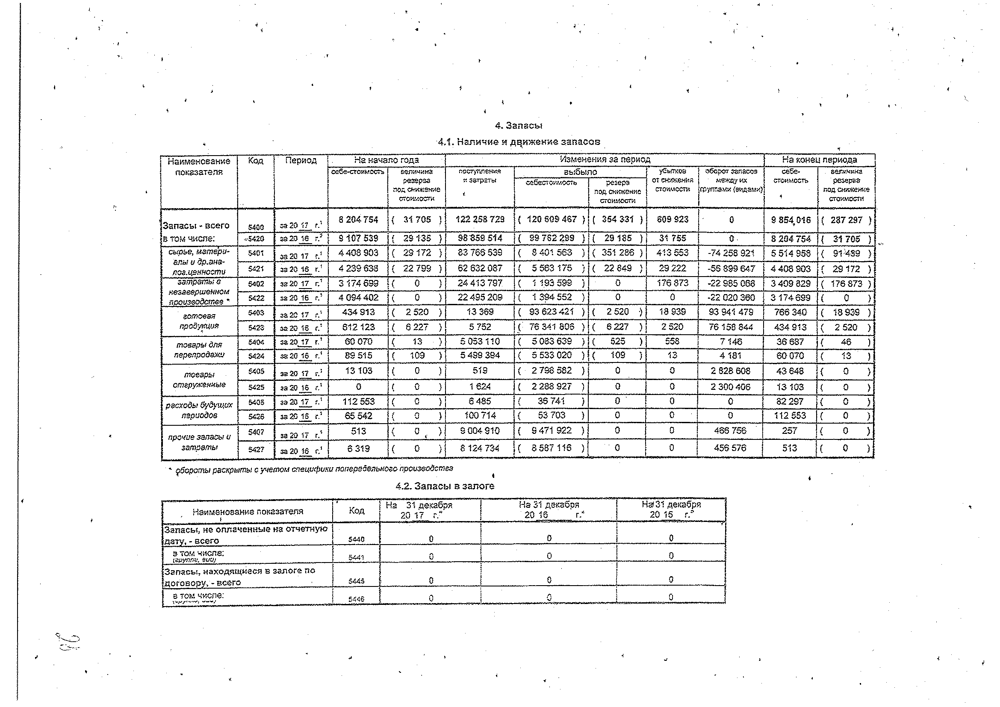 4. Запасы
4.1. Наличие и движение запасов
Наименование показателя Код Период На начало года Изменения за период На конец периода
себе-стоимость величина резерва под снижение стоимости поступления и затраты выбыло убытков от снижения стоимости оборот запасов между их группами (видами) себе-стоимость величина резерва под снижение стоимости
себестоимость резерв под снижение стоимости
Запасы - всего 5400 за 20 17 г.¹ 8 204 754 ( 31 705 ) 122 258 729 ( 120 609 467 ) ( 354 331 ) 609 923 0 9 854 016 ( 287 297 )
в том числе: 5420 за 20 16 г.² 9 107 539 ( 29 135 ) 98 859 514 ( 99 762 299 ) ( 29 185 ) 31 755 0 8 204 754 ( 31 705 )
сырье, матери-алы и др.ана-лог.ценности 5401 за 20 17 г.¹ 4 408 903 ( 29 172 ) 83 766 539 ( 8 401 563 ) ( 351 286 ) 413 553 -74 258 921 5 514 958 ( 91 439 )
5421 за 20 16 г.¹ 4 239 638 ( 22 799 ) 62 632 087 ( 5 563 175 ) ( 22 849 ) 29 222 -56 899 647 4 408 903 ( 29 172 )
затраты в незавершенном производстве * 5402 за 20 17 г.¹ 3 174 699 ( 0 ) 24 413 797 ( 1 193 599 ) 0 176 873 -22 985 068 3 409 829 ( 176 873 )
5422 за 20 16 г.¹ 4 094 402 ( 0 ) 22 495 209 ( 1 394 552 ) 0 0 -22 020 360 3 174 699 ( 0 )
готовая продукция 5403 за 20 17 г.¹ 434 913 ( 2 520 ) 13 369 ( 93 623 421 ) ( 2 520 ) 18 939 93 941 479 766 340 ( 18 939 )
5423 за 20 16 г.¹ 612 123 ( 6 227 ) 5 752 ( 76 341 806 ) ( 6 227 ) 2 520 76 158 844 434 913 ( 2 520 )
товары для перепродажи 5404 за 20 17 г.¹ 60 070 ( 13 ) 5 053 110 ( 5 083 639 ) ( 525 ) 558 7 146 36 687 ( 46 )
5424 за 20 16 г.¹ 89 515 ( 109 ) 5 499 394 ( 5 533 020 ) ( 109 ) 13 4 181 60 070 ( 13 )
товары отгруженные 5405 за 20 17 г.¹ 13 103 ( 0 ) 519 ( 2 798 582 ) 0 0 2 828 608 43 648 ( 0 )
5425 за 20 16 г.¹ 0 ( 0 ) 1 624 ( 2 288 927 ) 0 0 2 300 406 13 103 ( 0 )
расходы будущих периодов 5406 за 20 17 г.¹ 112 553 ( 0 ) 6 485 ( 36 741 ) 0 0 0 82 297 ( 0 )
5426 за 20 16 г.¹ 65 542 ( 0 ) 100 714 ( 53 703 ) 0 0 0 112 553 ( 0 )
прочие запасы и затраты 5407 за 20 17 г.¹ 513 ( 0 ) 9 004 910 ( 9 471 922 ) 0 0 466 756 257 ( 0 )
5427 за 20 16 г.¹ 6 319 ( 0 ) 8 124 734 ( 8 587 116 ) 0 0 456 576 513 ( 0 )
* обороты раскрыты с учетом специфики попередельного производства
4.2. Запасы в залоге
Наименование показателя Код На 31 декабря 20 17 г.⁴ На 31 декабря 20 16 г.² На 31 декабря 20 15 г.³
Запасы, не оплаченные на отчетную
дату, - всего 5440 0 0 0
в том числе: 5441 0 0 0
(группа, вид)
Запасы, находящиеся в залоге по
договору, - всего 5445 0 0 0
в том числе: 5446 0 0 0